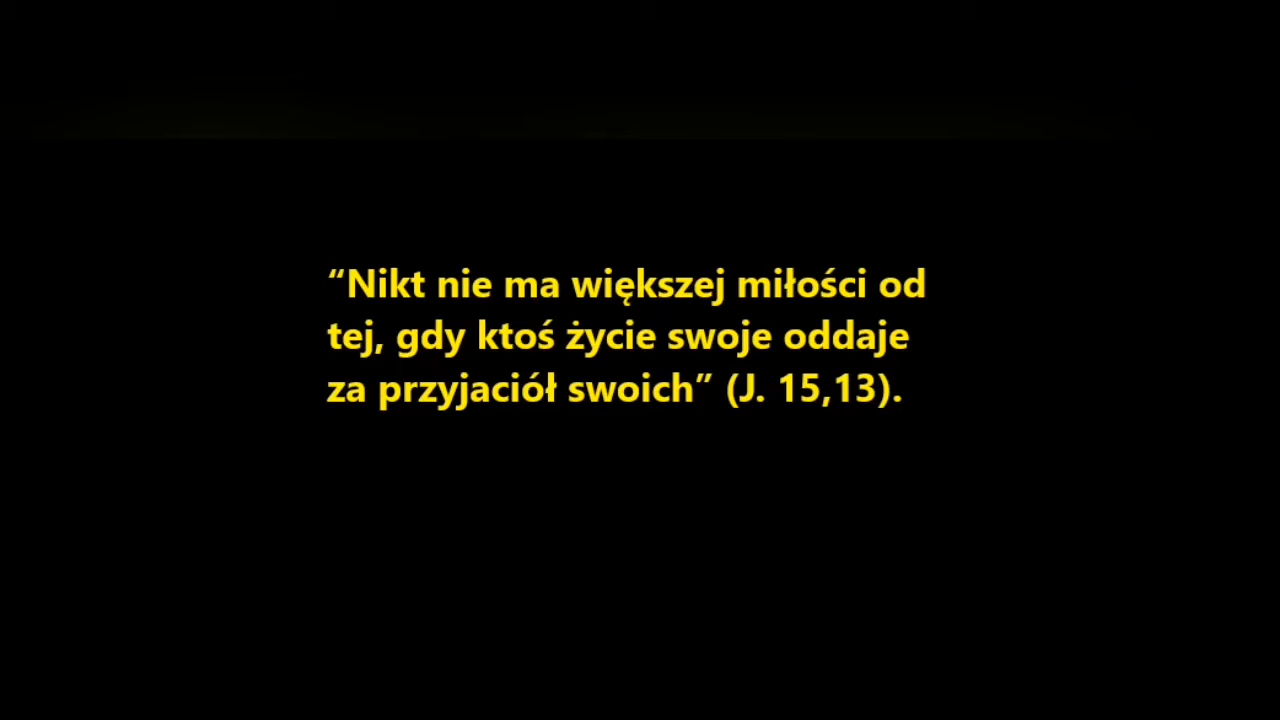 “Nikt nie ma większej miłości od
tej, gdy ktoś życie swoje oddaje
za przyjaciół swoich” (J. 15,13).